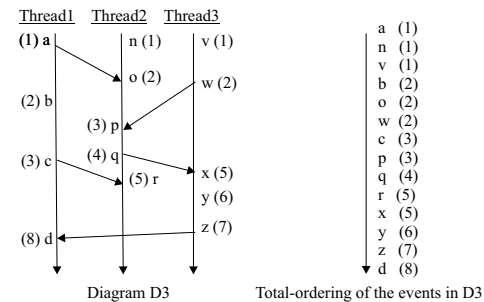 Thread1 Thread2 Thread3
(1) a n (1) v (1)
o (2) w (2)
(2) b
(3) p
(3) c (4) q x (5)
(5) r
y (6)
(8) d z (7)
Diagram D3
a (1)
n (1)
v (1)
b (2)
o (2)
w (2)
c (3)
p (3)
q (4)
r (5)
x (5)
y (6)
z (7)
d (8)
Total-ordering of the events in D3